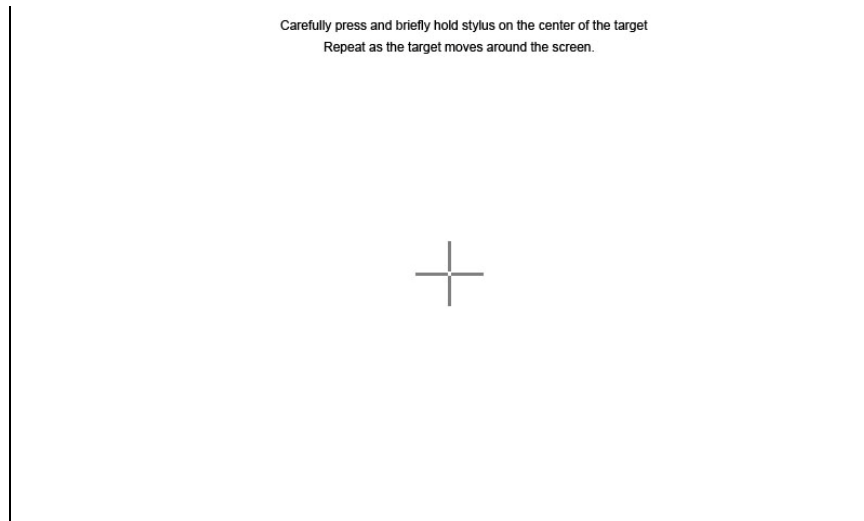 Carefully press and briefly hold stylus on the center of the target
Repeat as the target moves around the screen.